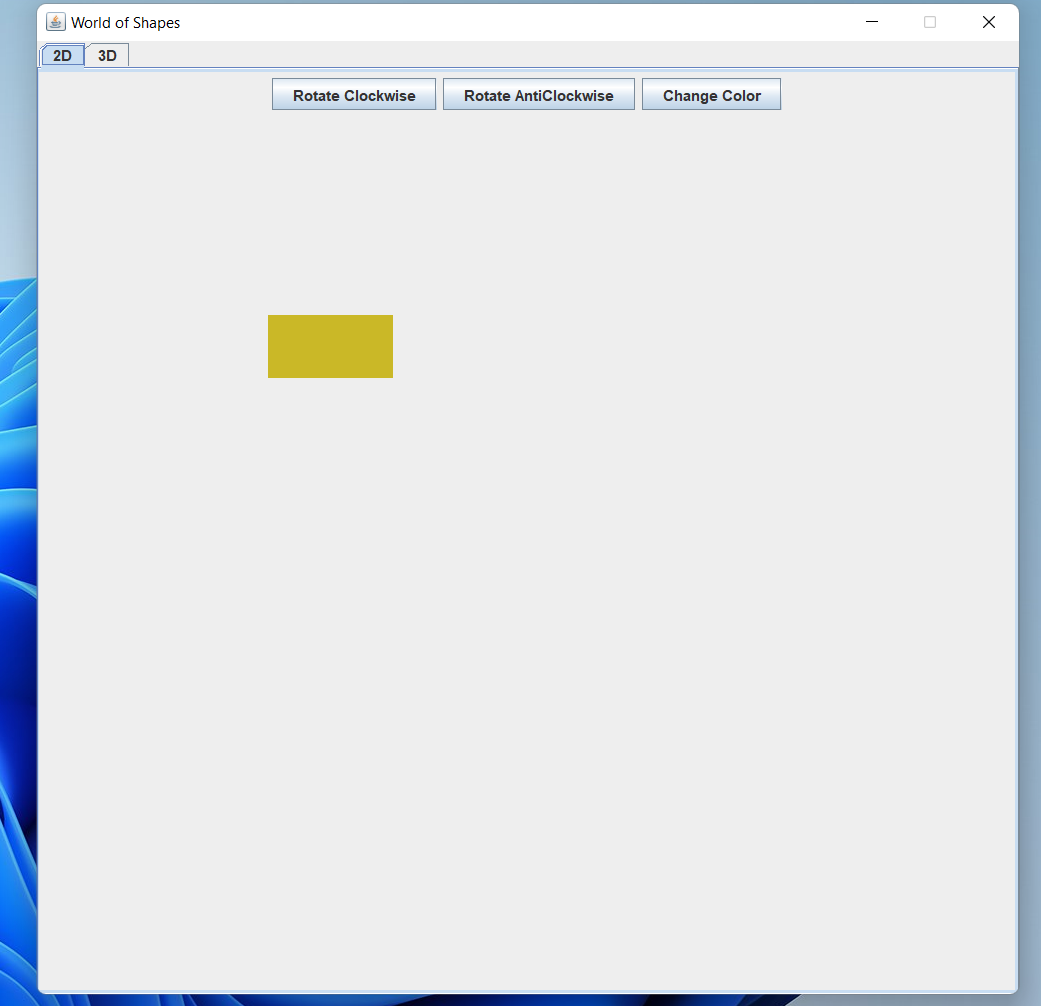 World of Shapes
2D 3D
Rotate Clockwise Rotate AntiClockwise Change Color